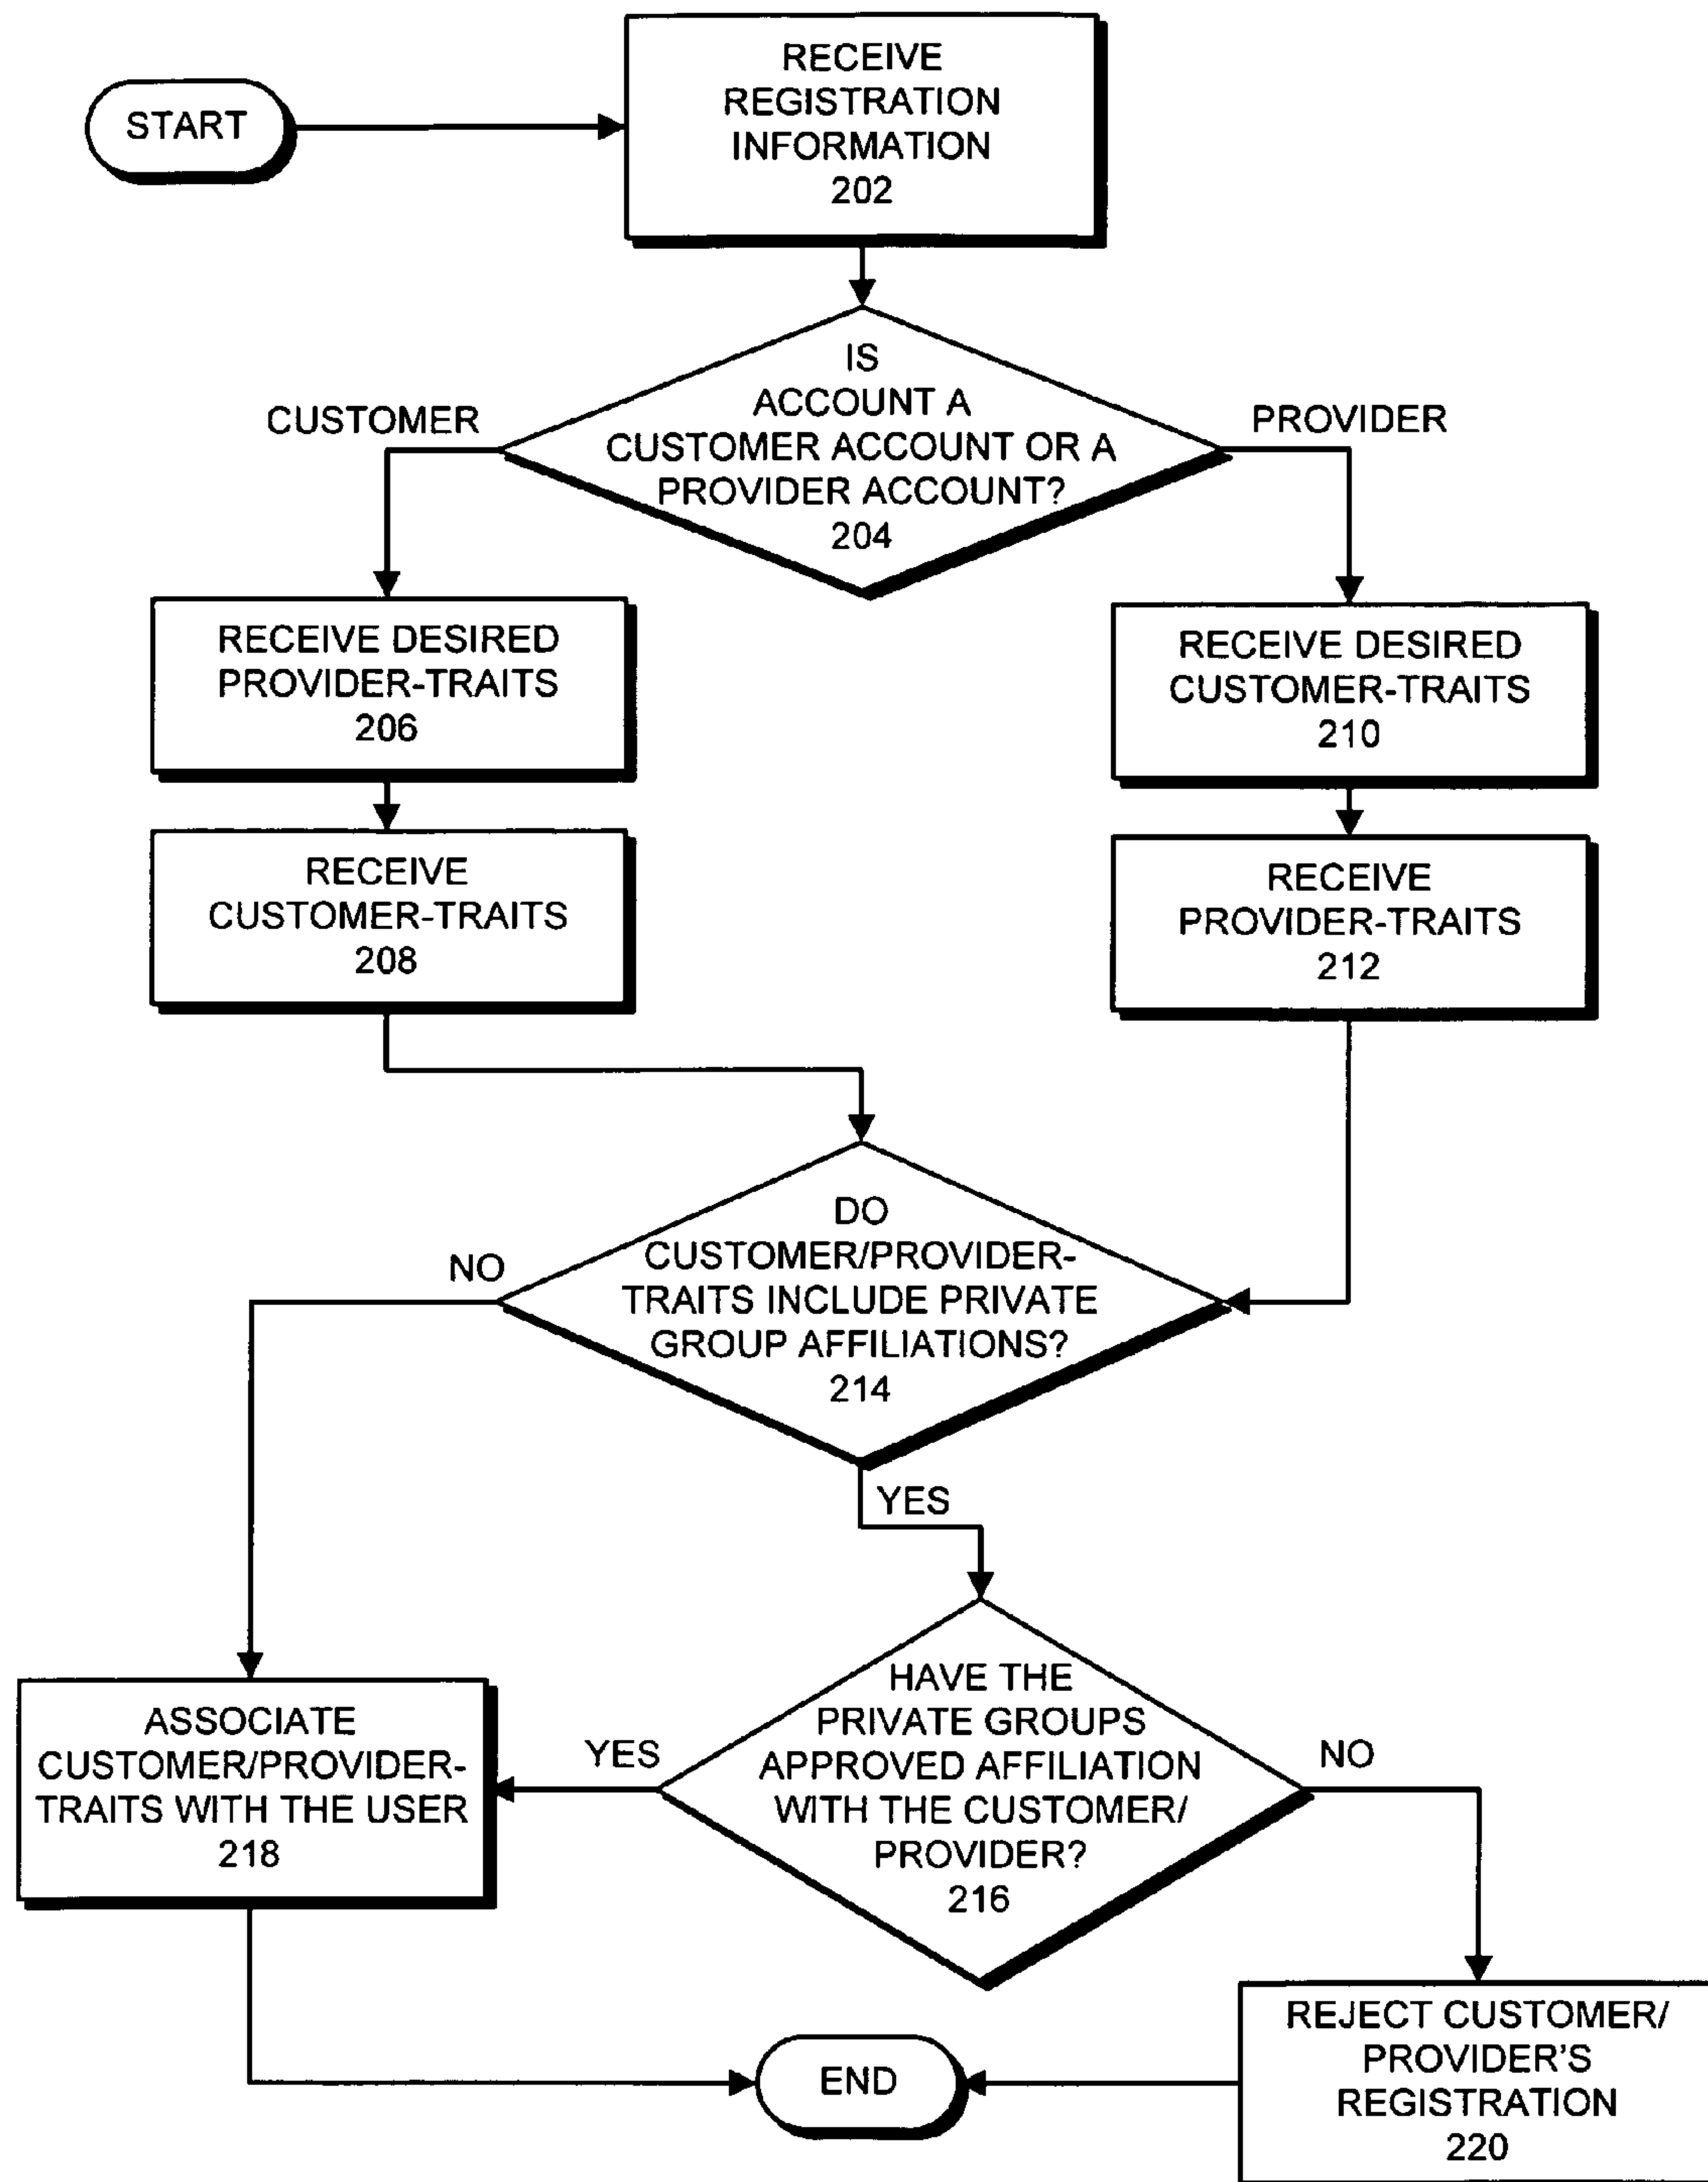 START
RECEIVE
REGISTRATION
INFORMATION
202
IS
ACCOUNT A
CUSTOMER ACCOUNT OR A
PROVIDER ACCOUNT?
204
CUSTOMER
PROVIDER
RECEIVE DESIRED
PROVIDER-TRAITS
206
RECEIVE DESIRED
CUSTOMER-TRAITS
210
RECEIVE
CUSTOMER-TRAITS
208
RECEIVE
PROVIDER-TRAITS
212
DO
CUSTOMER/PROVIDER-
TRAITS INCLUDE PRIVATE
GROUP AFFILIATIONS?
214
NO
YES
HAVE THE
PRIVATE GROUPS
APPROVED AFFILIATION
WITH THE CUSTOMER/
PROVIDER?
216
YES
NO
ASSOCIATE
CUSTOMER/PROVIDER-
TRAITS WITH THE USER
218
REJECT CUSTOMER/
PROVIDER'S
REGISTRATION
220
END